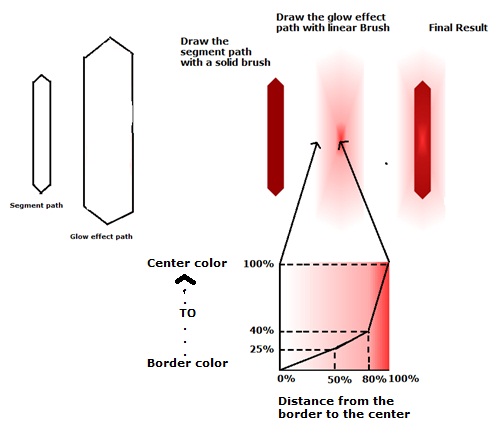 Draw the glow effect
path with linear Brush
Final Result
Draw the
segment path
with a solid brush
Segment path
Glow effect path
Center color
100%
TO
40%
25%
Border color
0%
50%
80%
100%
Distance from the
border to the center